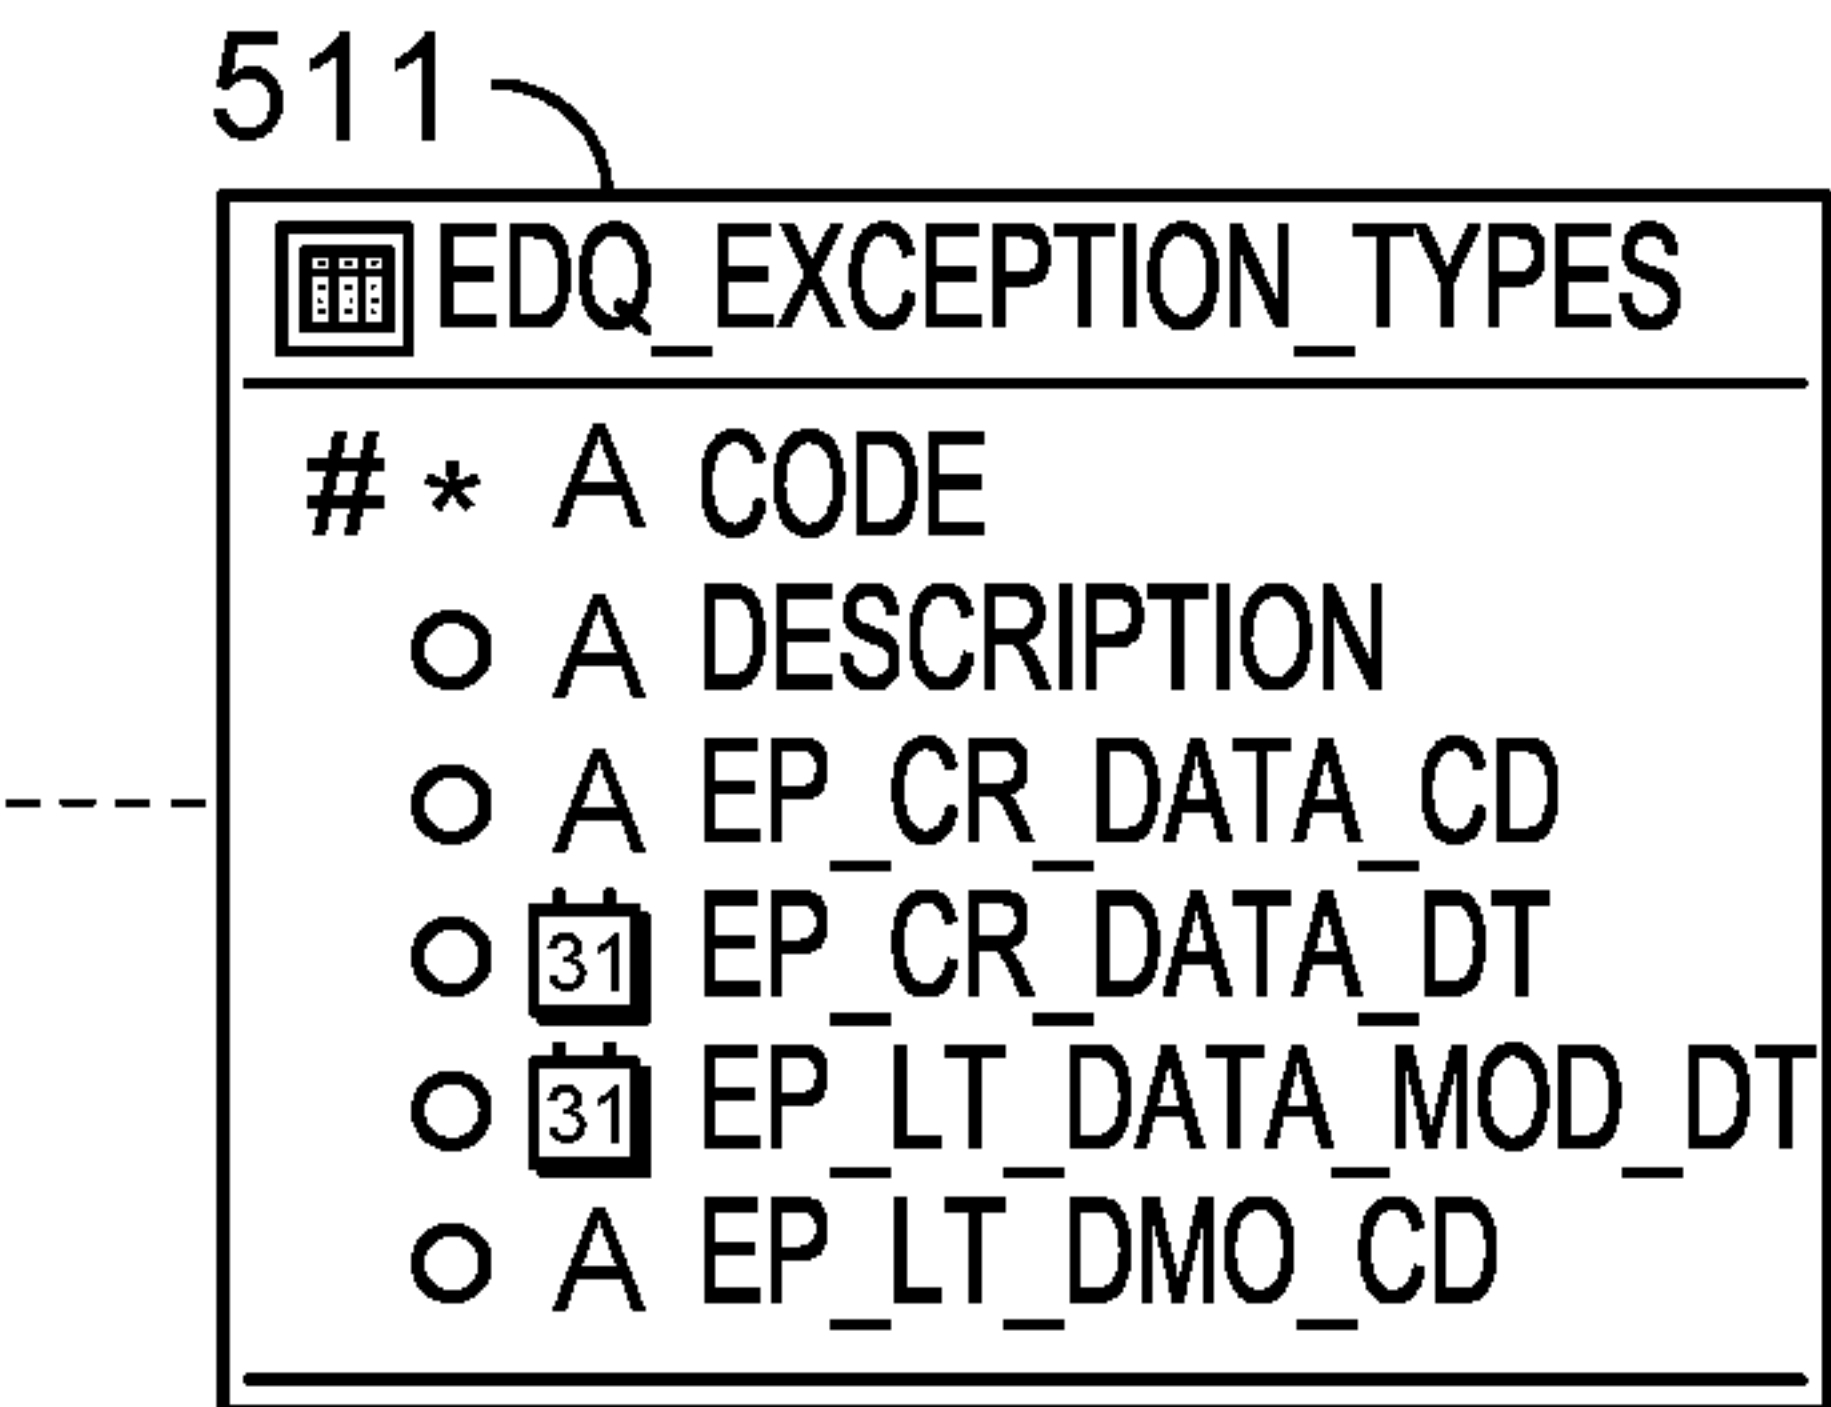 511
EDQ_EXCEPTION_TYPES
# * A CODE
O A DESCRIPTION
O A EP_CR_DATA_CD
O 31 EP_CR_DATA_DT
O 31 EP_LT_DATA_MOD_DT
O A EP_LT_DMO_CD